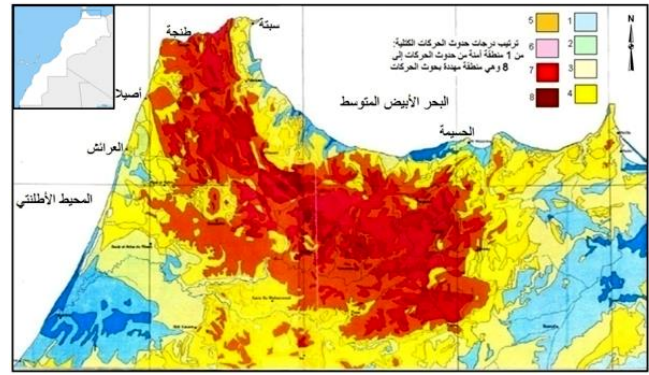 سبتة
طنجة
أصيلا
العرائش
المحيط الأطلنتي
البحر الأبيض المتوسط
الحسيمة
ترتيب درجات حدوث الحركات الكتلية:
من 1 منطقة آمنة من حدوث الحركات إلى
8 وهي منطقة مهددة بحوث الحركات
5 1
6 2
7 3
8 4
N